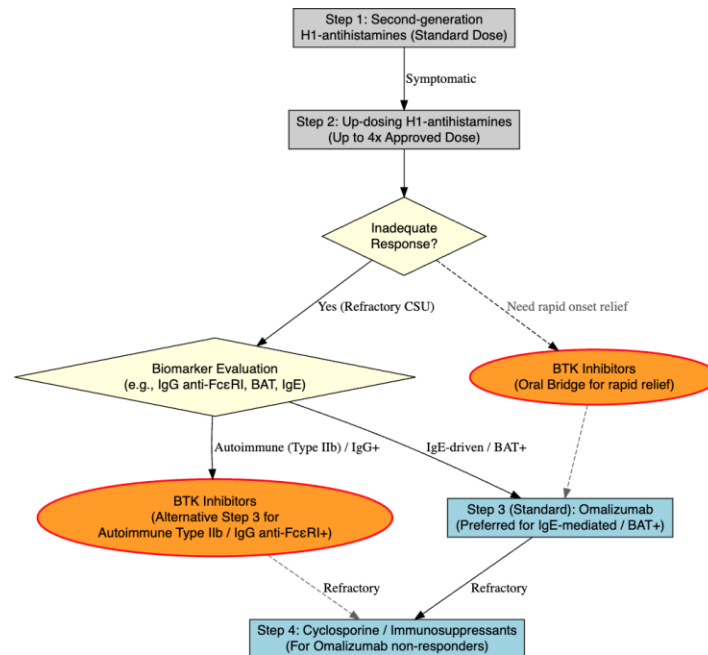 Step 1: Second-generation
H1-antihistamines (Standard Dose)
Symptomatic
Step 2: Up-dosing H1-antihistamines
(Up to 4x Approved Dose)
Inadequate
Response?
Yes (Refractory CSU)
Need rapid onset relief
Biomarker Evaluation
(e.g., IgG anti-FcεRI, BAT, IgE)
BTK Inhibitors
(Oral Bridge for rapid relief)
Autoimmune (Type IIb) / IgG+
IgE-driven / BAT+
BTK Inhibitors
(Alternative Step 3 for
Autoimmune Type IIb / IgG anti-FcεRI+)
Step 3 (Standard): Omalizumab
(Preferred for IgE-mediated / BAT+)
Refractory
Refractory
Step 4: Cyclosporine / Immunosuppressants
(For Omalizumab non-responders)